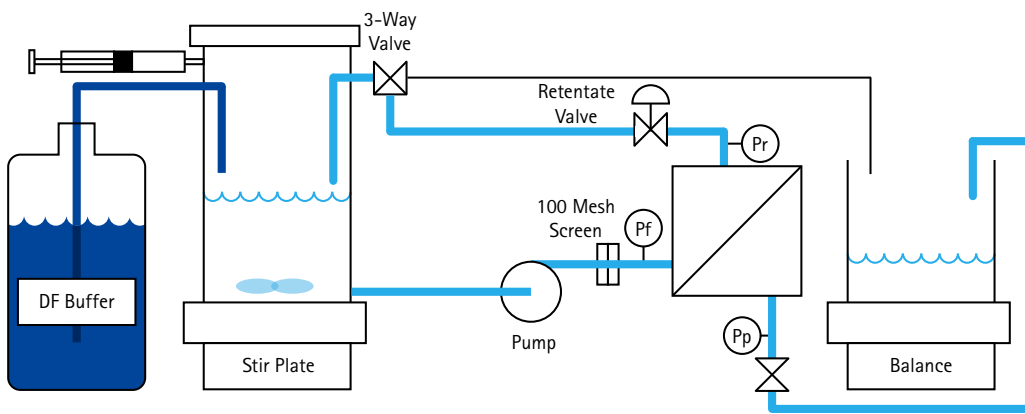 3-Way
Valve
Retentate
Valve
Pr
100 Mesh
Screen
Pf
DF Buffer
Pump
Pp
Stir Plate
Balance